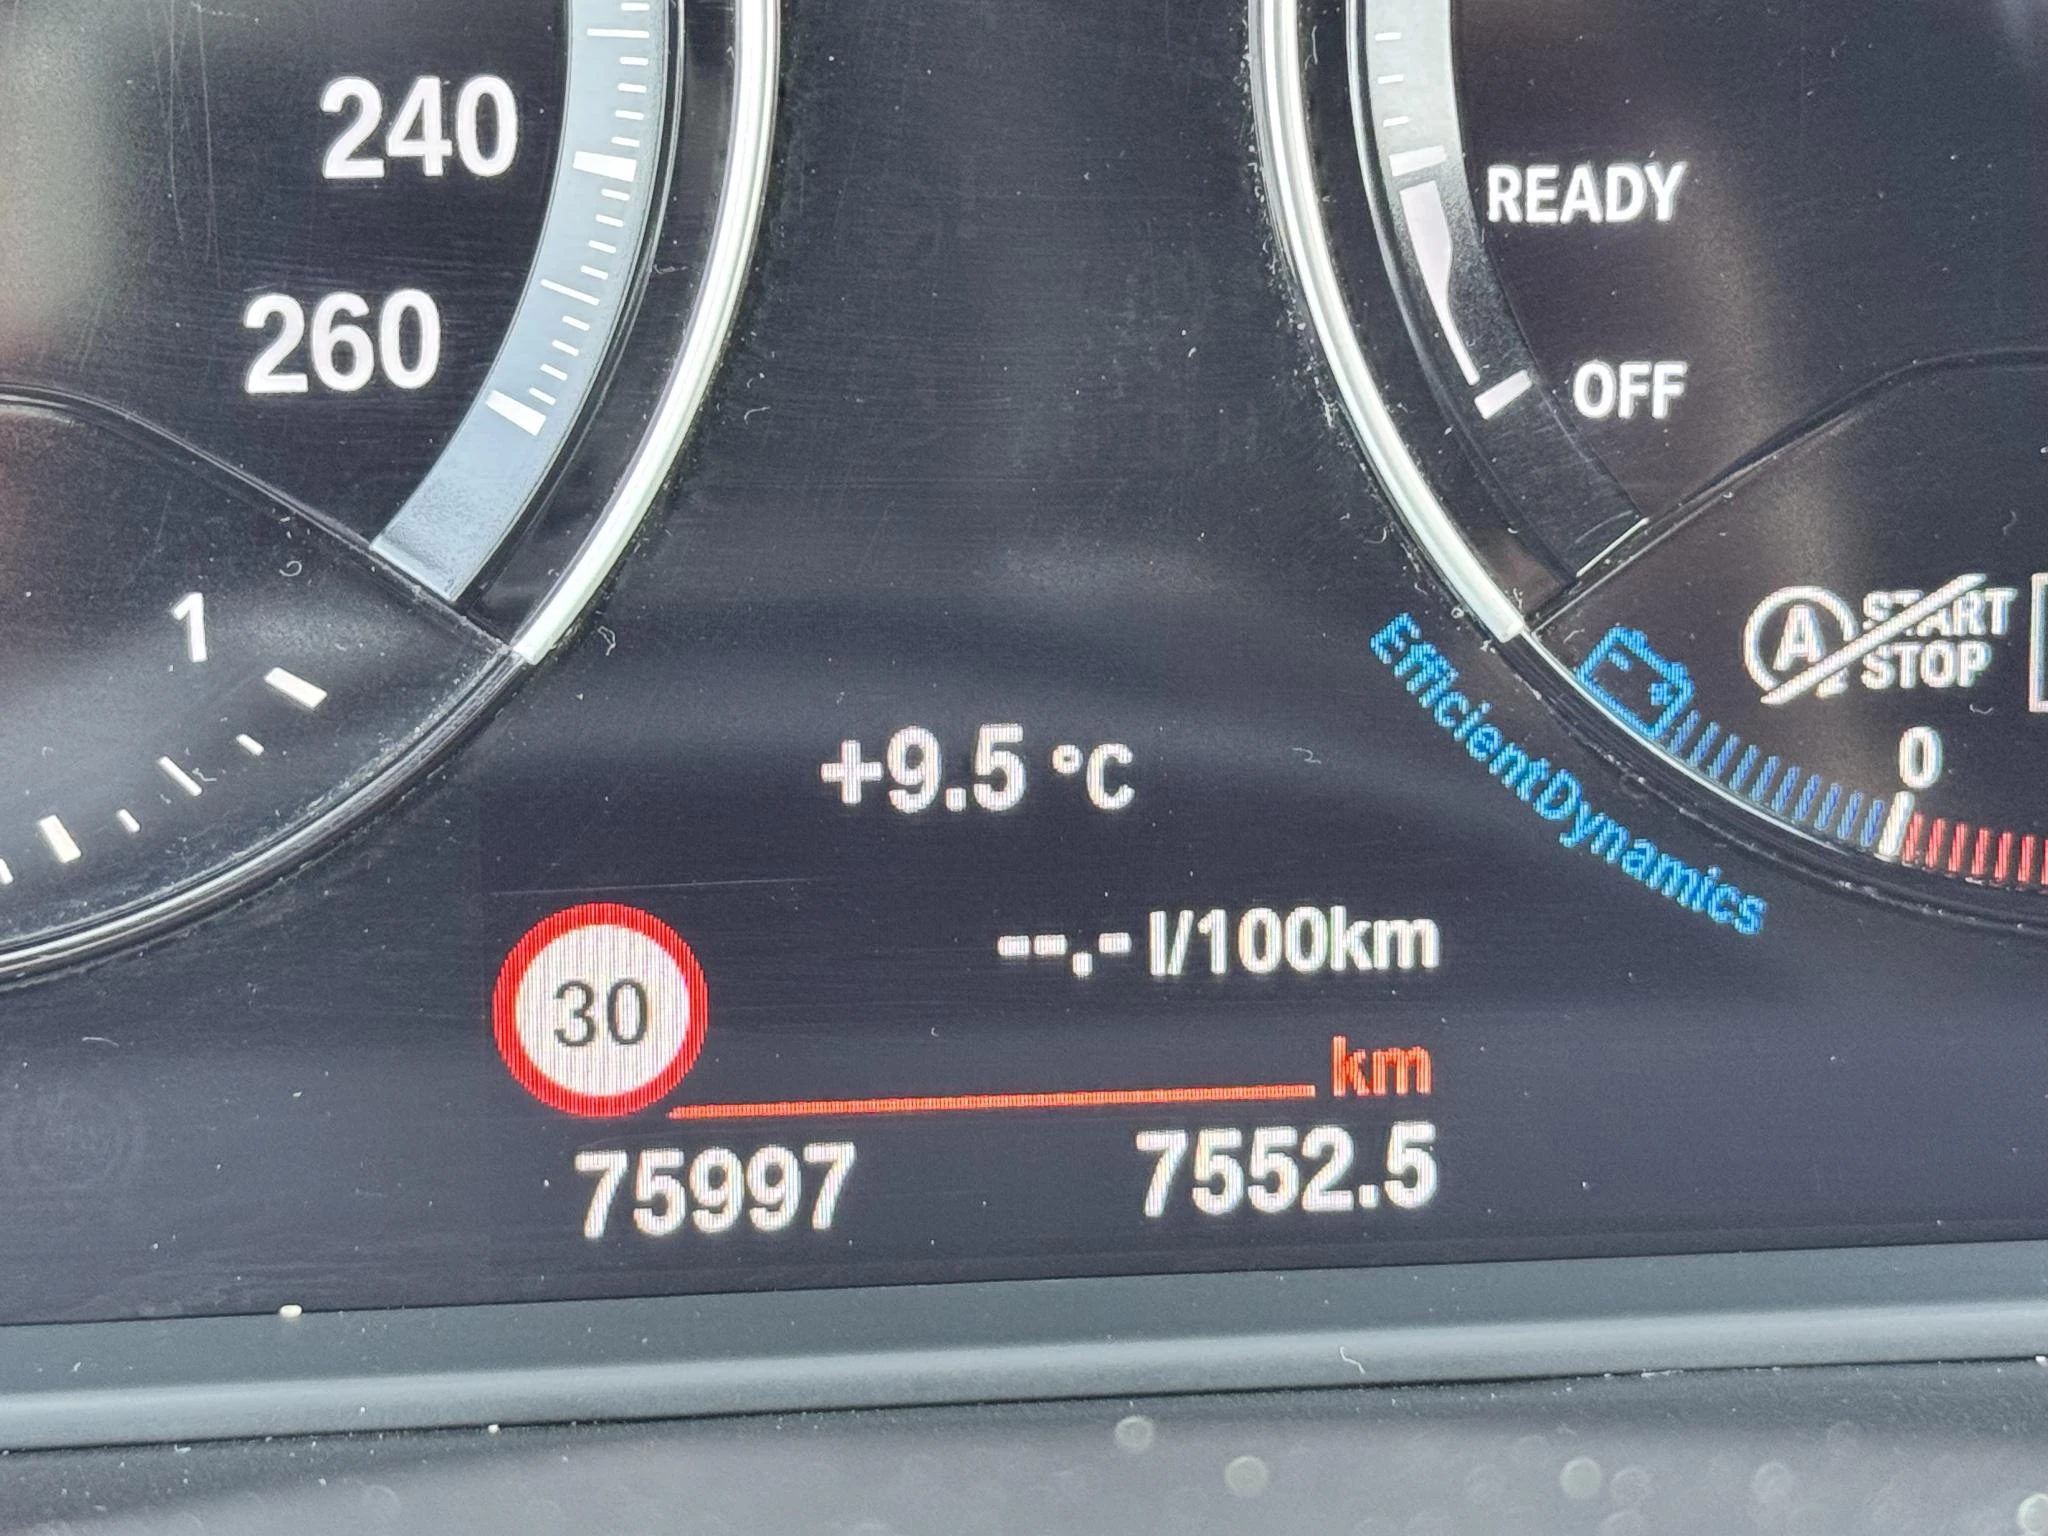 240
260
READY
OFF
1
A START
STOP
0
EfficientDynamics
+9.5 °C
--.- l/100km
30
km
75997 7552.5